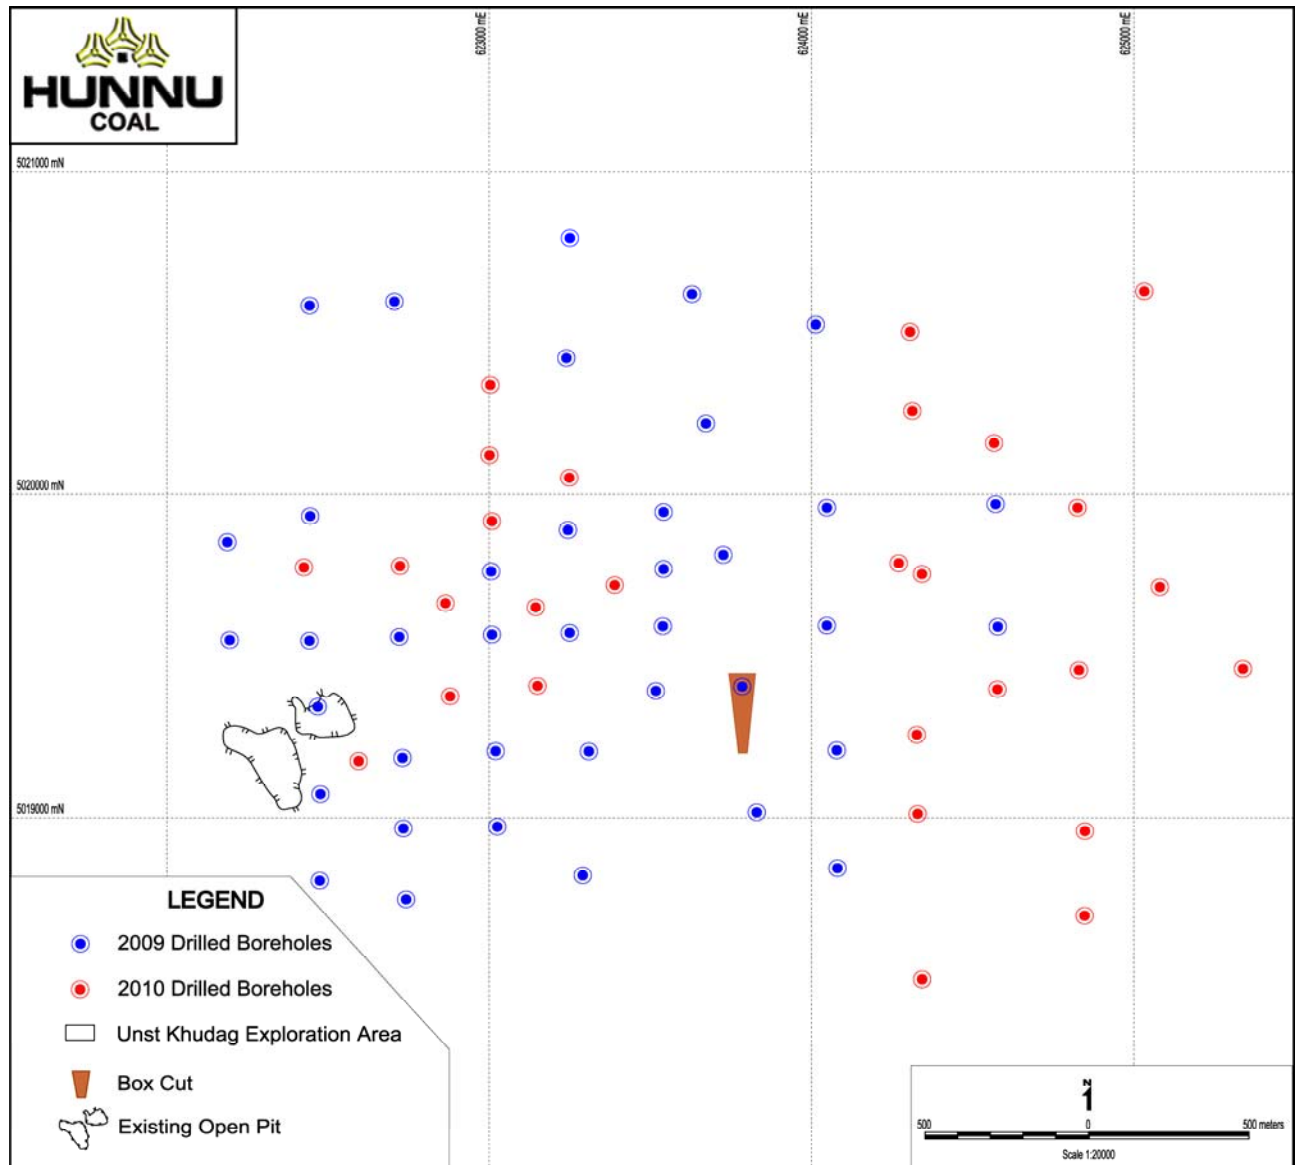 HUNNU
COAL
623000 mE
624000 mE
625000 mE
5021000 mN
5020000 mN
5019000 mN
LEGEND
2009 Drilled Boreholes
2010 Drilled Boreholes
Unst Khudag Exploration Area
Box Cut
Existing Open Pit
N
500 0 500 meters
Scale 1:20000